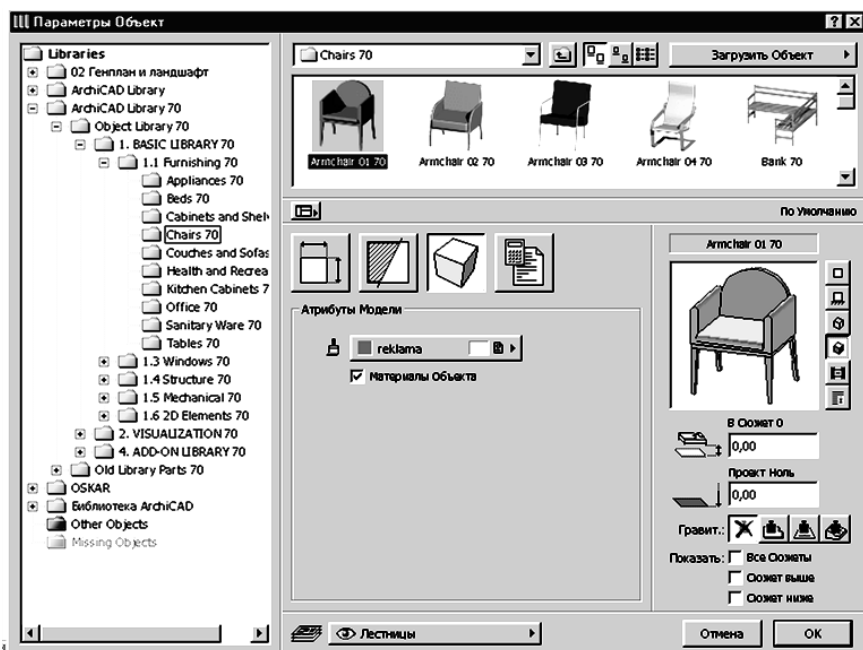 Параметры Объект
Libraries
02 Генплан и ландшафт
ArchiCAD Library
ArchiCAD Library 70
Object Library 70
1. BASIC LIBRARY 70
1.1 Furnishing 70
Appliances 70
Beds 70
Cabinets and Shelv
Chairs 70
Couches and Sofas
Health and Recrea
Kitchen Cabinets 7
Office 70
Sanitary Ware 70
Tables 70
1.3 Windows 70
1.4 Structure 70
1.5 Mechanical 70
1.6 2D Elements 70
2. VISUALIZATION 70
4. ADD-ON LIBRARY 70
Old Library Parts 70
OSKAR
Библиотека ArchiCAD
Other Objects
Missing Objects
Chairs 70
Загрузить Объект
Armchair 01 70
Armchair 02 70
Armchair 03 70
Armchair 04 70
Bank 70
По Умолчанию
Атрибуты Модели
reklama
Материалы Объекта
Armchair 01 70
В Сюжет 0
0,00
Проект Ноль
0,00
Гравит.:
Показать:
Все Сюжеты
Сюжет выше
Сюжет ниже
Лестницы
Отмена
OK